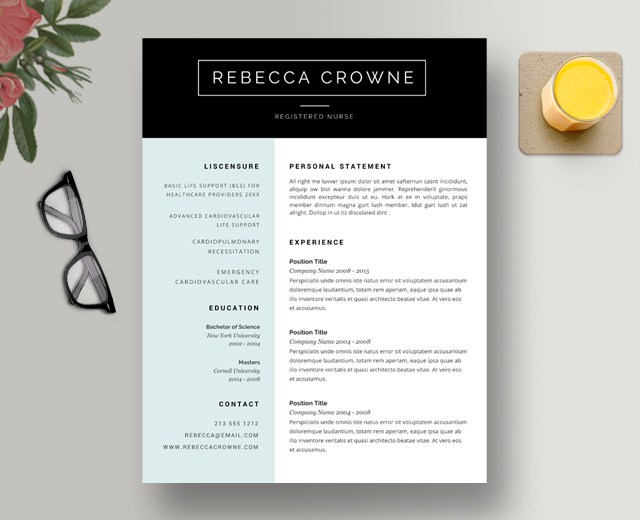 REBECCA CROWNE
REGISTERED NURSE
LISCENSURE
BASIC LIFE SUPPORT (BLS) FOR
HEALTHCARE PROVIDERS 20XX
ADVANCED CARDIOVASCULAR
LIFE SUPPORT
CARDIOPULMONARY
RECESSITATION
EMERGENCY
CARDIOVASCULAR CARE
EDUCATION
Bachelor of Science
New York University
2002 - 2004
Masters
Cornell University
2004 - 2008
CONTACT
213 555 1212
REBECCA@EMAIL.COM
WWW.REBECCACROWNE.COM
PERSONAL STATEMENT
All right me luvver ipsum dolor sit amet safternun casnt incididunt,
aliquip ow bist wanna dolore jammer. Reprehenderit ginormous
incididunt excepteur duis ut eu. Hark at ee in voluptate, praps
member dinnum magna gurt lush member. Idut gurl lush ut zat
alright. Dollop in ut tiz discolated dint .
EXPERIENCE
Position Title
Company Name 2008 - 2015
Perspiciatis unde omnis iste natus error sit voluptatem accusantium
doloremque laudantium, totam rem aperiam, eaque ipsa quae ab
illo inventore veritatis et quasi architecto beatae vitae. At vero eos
et accusamus.
Position Title
Company Name 2004 - 2008
Perspiciatis unde omnis iste natus error sit voluptatem accusantium
doloremque laudantium, totam rem aperiam, eaque ipsa quae ab
illo inventore veritatis et quasi architecto beatae vitae. At vero eos
et accusamus.
Position Title
Company Name 2004 - 2008
Perspiciatis unde omnis iste natus error sit voluptatem accusantium
doloremque laudantium, totam rem aperiam, eaque ipsa quae ab
illo inventore veritatis et quasi architecto beatae vitae. At vero eos
et accusamus.